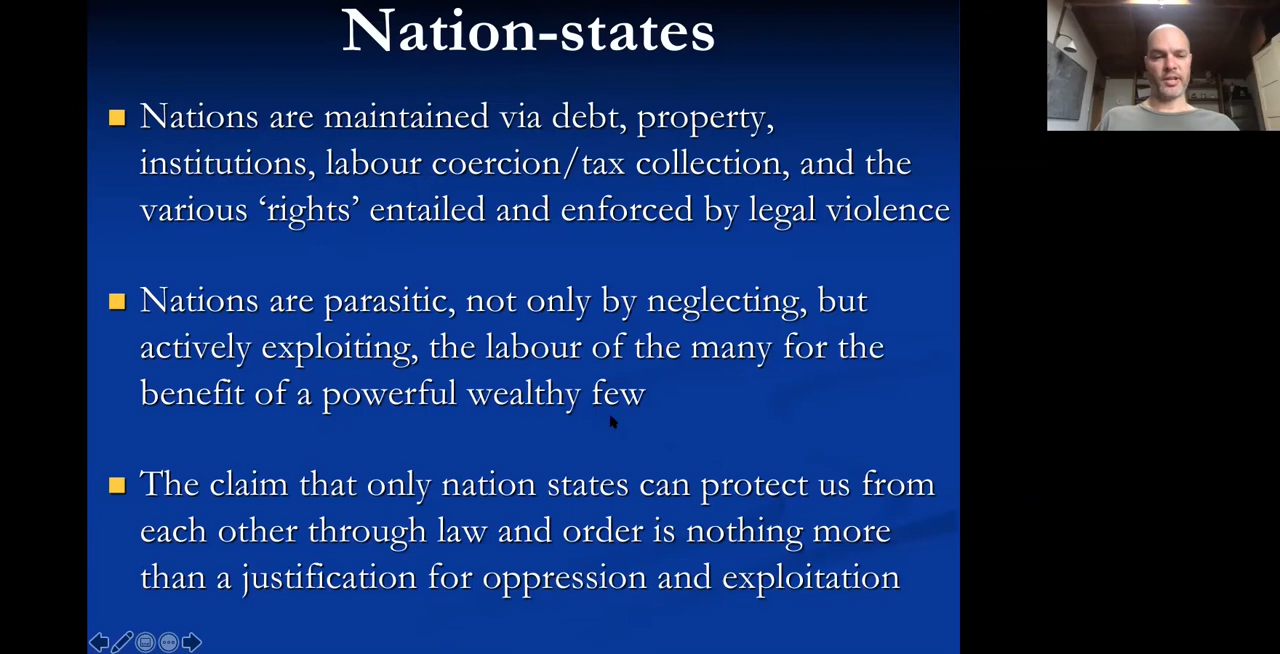 Nation-states
Nations are maintained via debt, property,
institutions, labour coercion/tax collection, and the
various ‘rights’ entailed and enforced by legal violence
Nations are parasitic, not only by neglecting, but
actively exploiting, the labour of the many for the
benefit of a powerful wealthy few
The claim that only nation states can protect us from
each other through law and order is nothing more
than a justification for oppression and exploitation